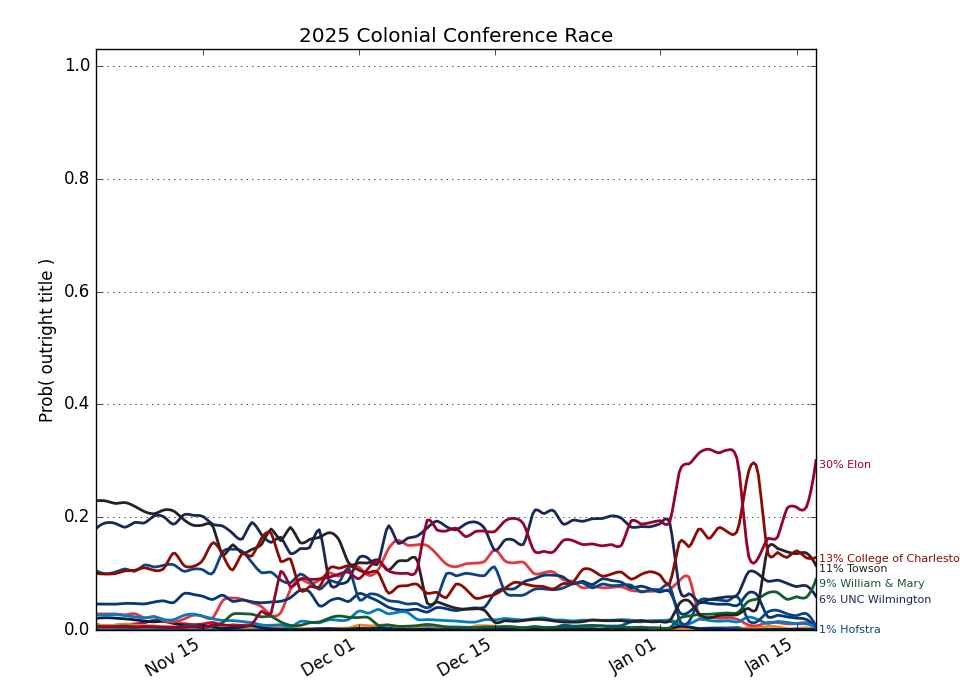 2025 Colonial Conference Race
Prob( outright title )
1.0
0.8
0.6
0.4
0.2
0.0
Nov 15
Dec 01
Dec 15
Jan 01
Jan 15
30% Elon
13% College of Charlesto
11% Towson
9% William & Mary
6% UNC Wilmington
1% Hofstra